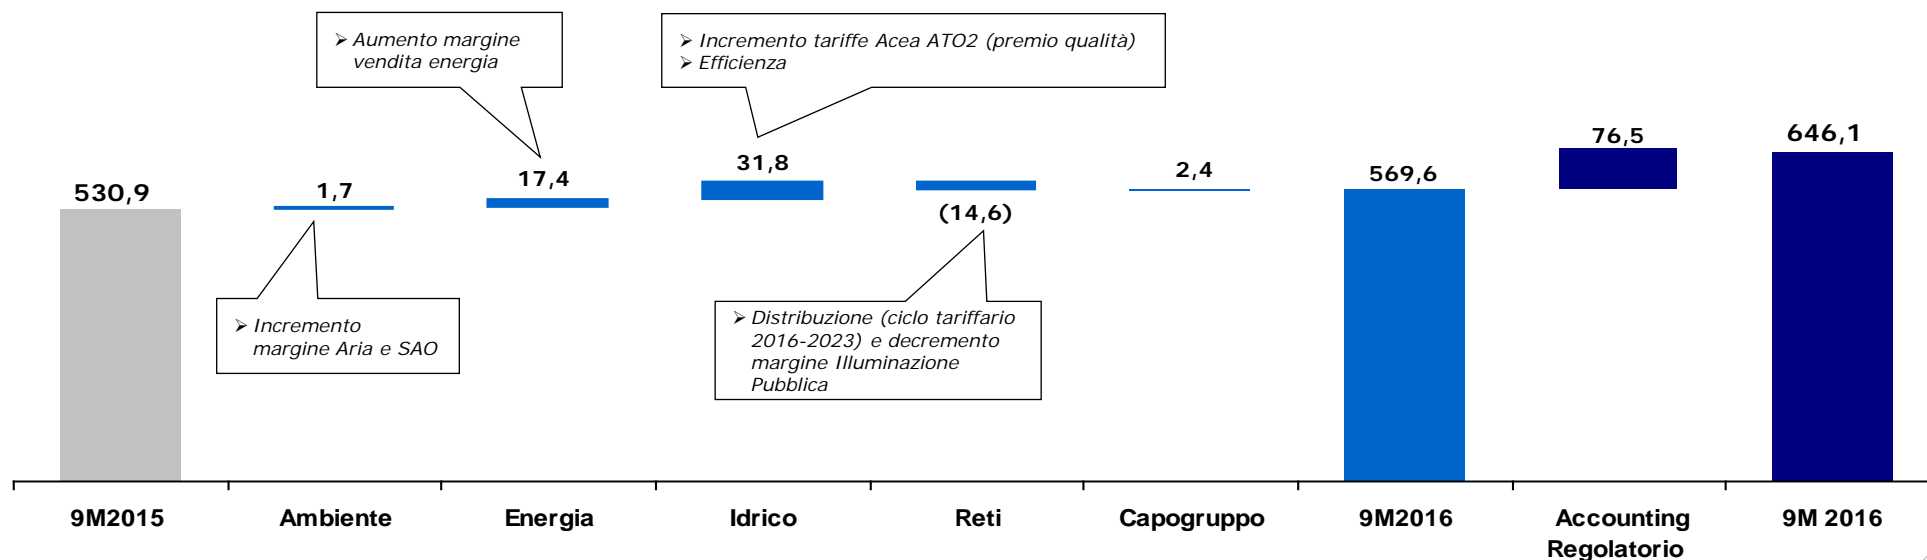 ➢ Aumento margine
vendita energia
➢ Incremento tariffe Acea ATO2 (premio qualità)
➢ Efficienza
530,9
1,7
17,4
31,8
(14,6)
2,4
569,6
76,5
646,1
➢ Incremento
margine Aria e SAO
➢ Distribuzione (ciclo tariffario
2016-2023) e decremento
margine Illuminazione
Pubblica
9M2015
Ambiente
Energia
Idrico
Reti
Capogruppo
9M2016
Accounting
Regolatorio
9M 2016